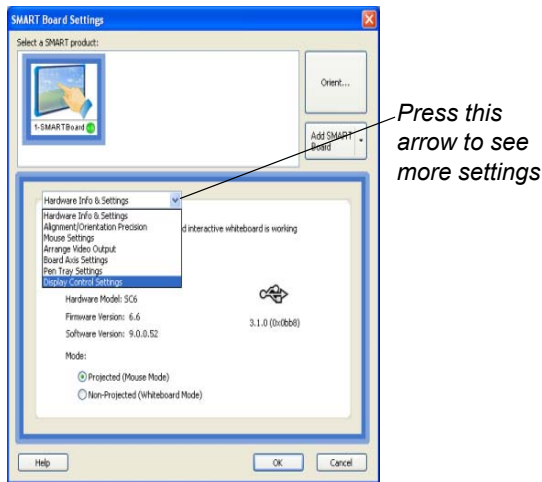 SMART Board Settings
Select a SMART product:
1-SMARTBoard
Orient...
Add SMART
Board
Press this
arrow to see
more settings
Hardware Info & Settings
Hardware Info & Settings
Alignment/Orientation Precision
Mouse Settings
Arrange Video Output
Board Axis Settings
Pen Tray Settings
Display Control Settings
d interactive whiteboard is working
Hardware Model: SC6
Firmware Version: 6.6
Software Version: 9.0.0.52
3.1.0 (0x0bb8)
Mode:
Projected (Mouse Mode)
Non-Projected (Whiteboard Mode)
Help
OK
Cancel